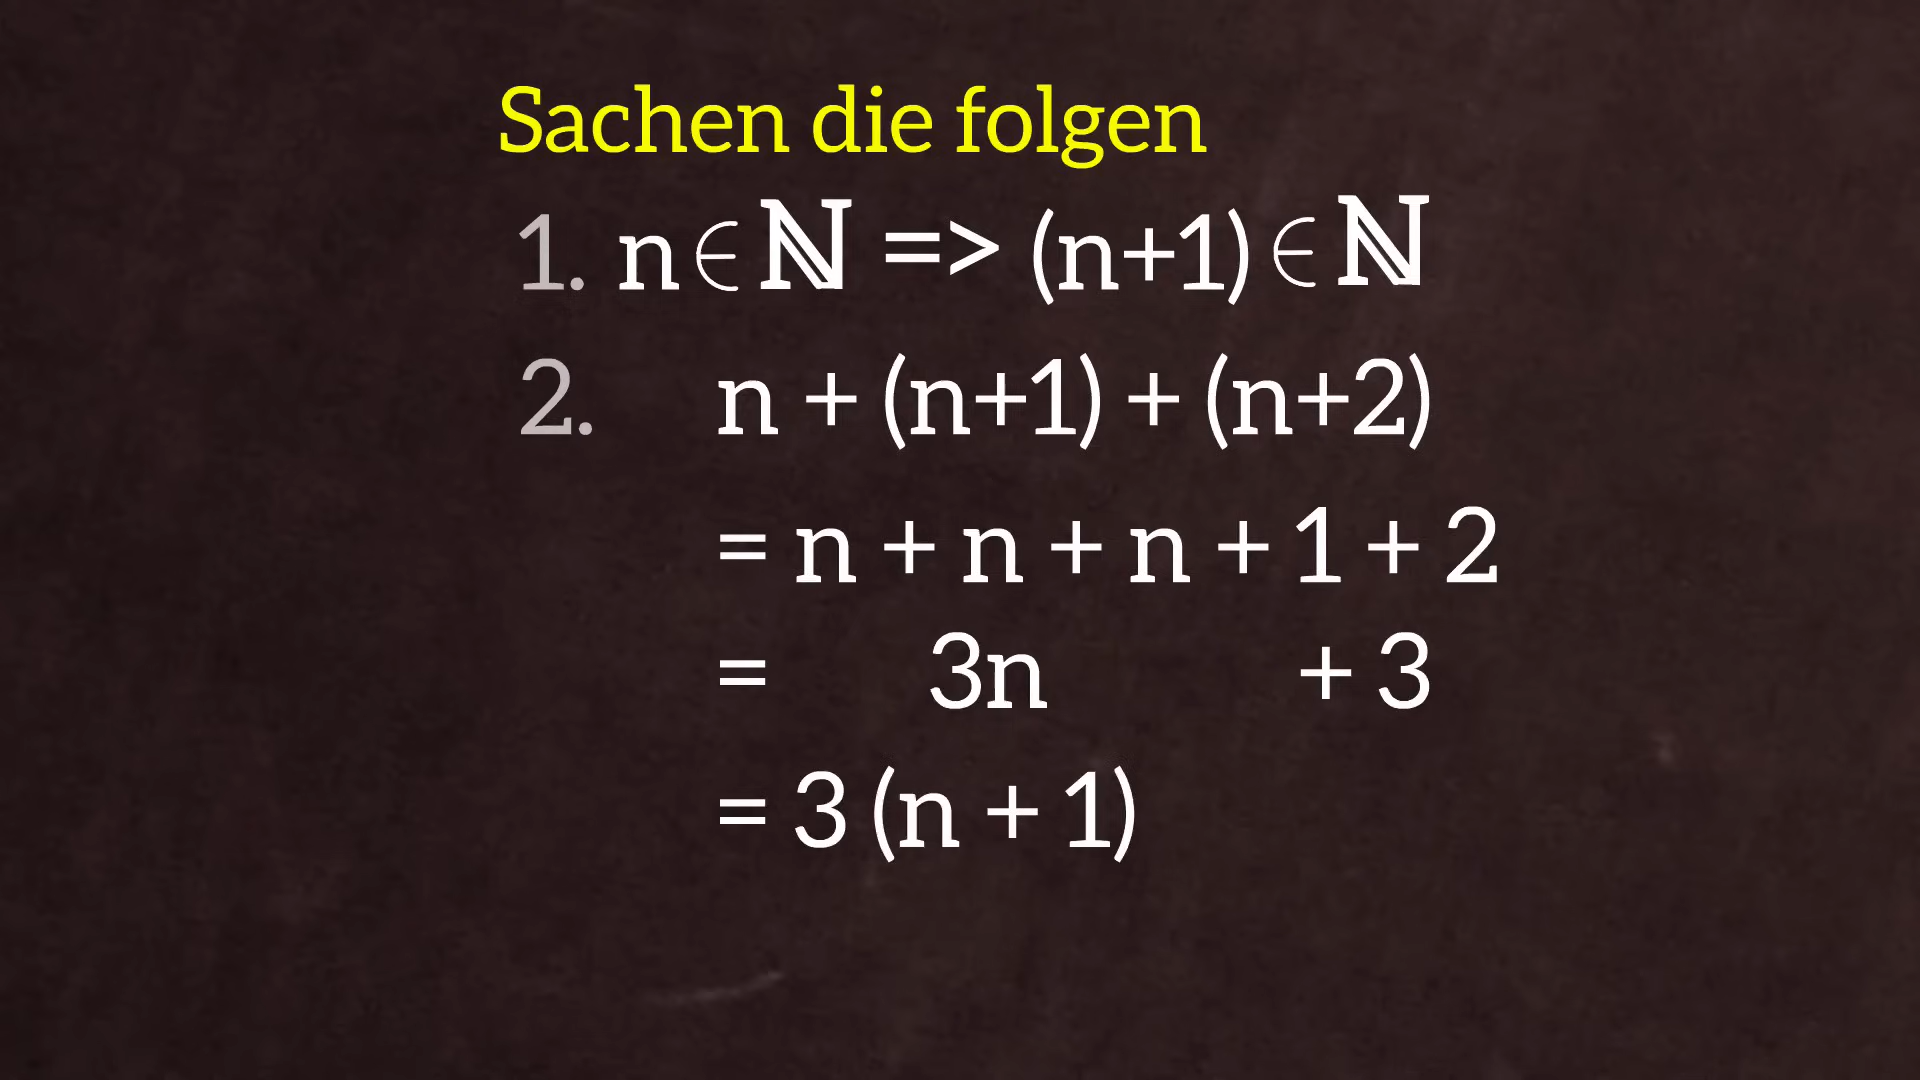 Sachen die folgen
1. n ∈ ℕ => (n+1) ∈ ℕ
2. n + (n+1) + (n+2)
= n + n + n + 1 + 2
= 3n + 3
= 3 (n + 1)